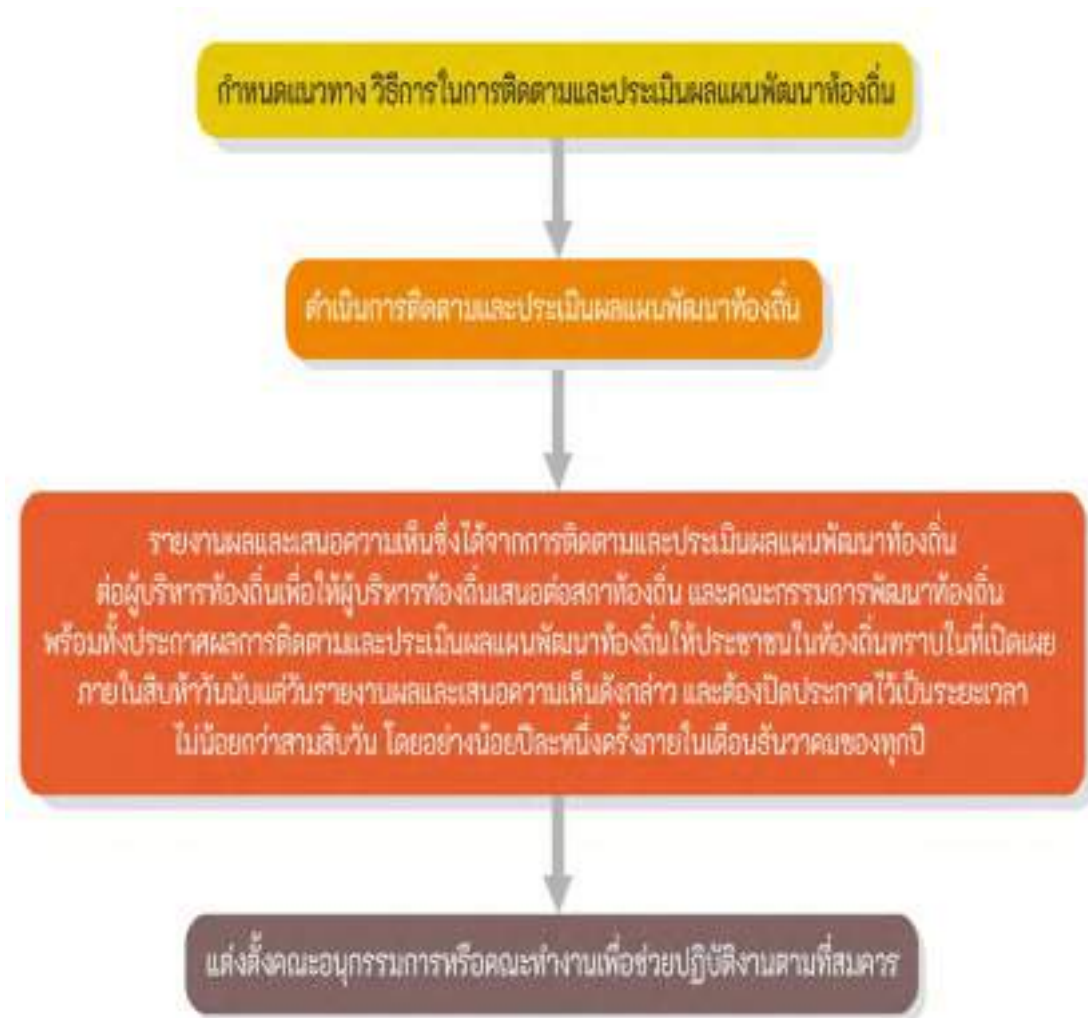 กำหนดแนวทาง วิธีการในการติดตามและประเมินผลแผนพัฒนาท้องถิ่น
ดำเนินการติดตามและประเมินผลแผนพัฒนาท้องถิ่น
รายงานผลและเสนอความเห็นซึ่งได้จากการติดตามและประเมินผลแผนพัฒนาท้องถิ่น
ต่อผู้บริหารท้องถิ่นเพื่อให้ผู้บริหารท้องถิ่นเสนอต่อสภาท้องถิ่น และคณะกรรมการพัฒนาท้องถิ่น
พร้อมทั้งประกาศผลการติดตามและประเมินผลแผนพัฒนาท้องถิ่นให้ประชาชนในท้องถิ่นทราบในที่เปิดเผย
ภายในสิบห้าวันนับแต่วันรายงานผลและเสนอความเห็นดังกล่าว และต้องปิดประกาศไว้เป็นระยะเวลา
ไม่น้อยกว่าสามสิบวัน โดยอย่างน้อยปีละหนึ่งครั้งภายในเดือนธันวาคมของทุกปี
แต่งตั้งคณะอนุกรรมการหรือคณะทำงานเพื่อช่วยปฏิบัติงานตามที่สมควร